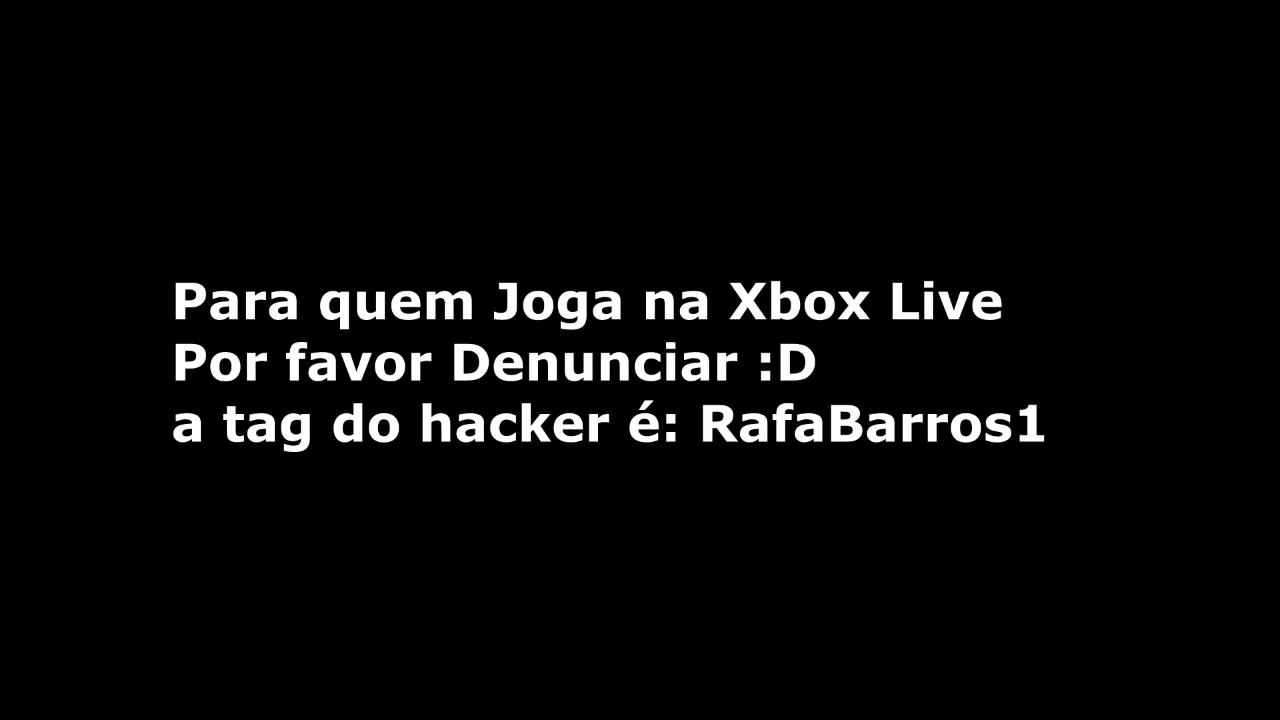 Para quem Joga na Xbox Live
Por favor Denunciar :D
a tag do hacker é: RafaBarros1